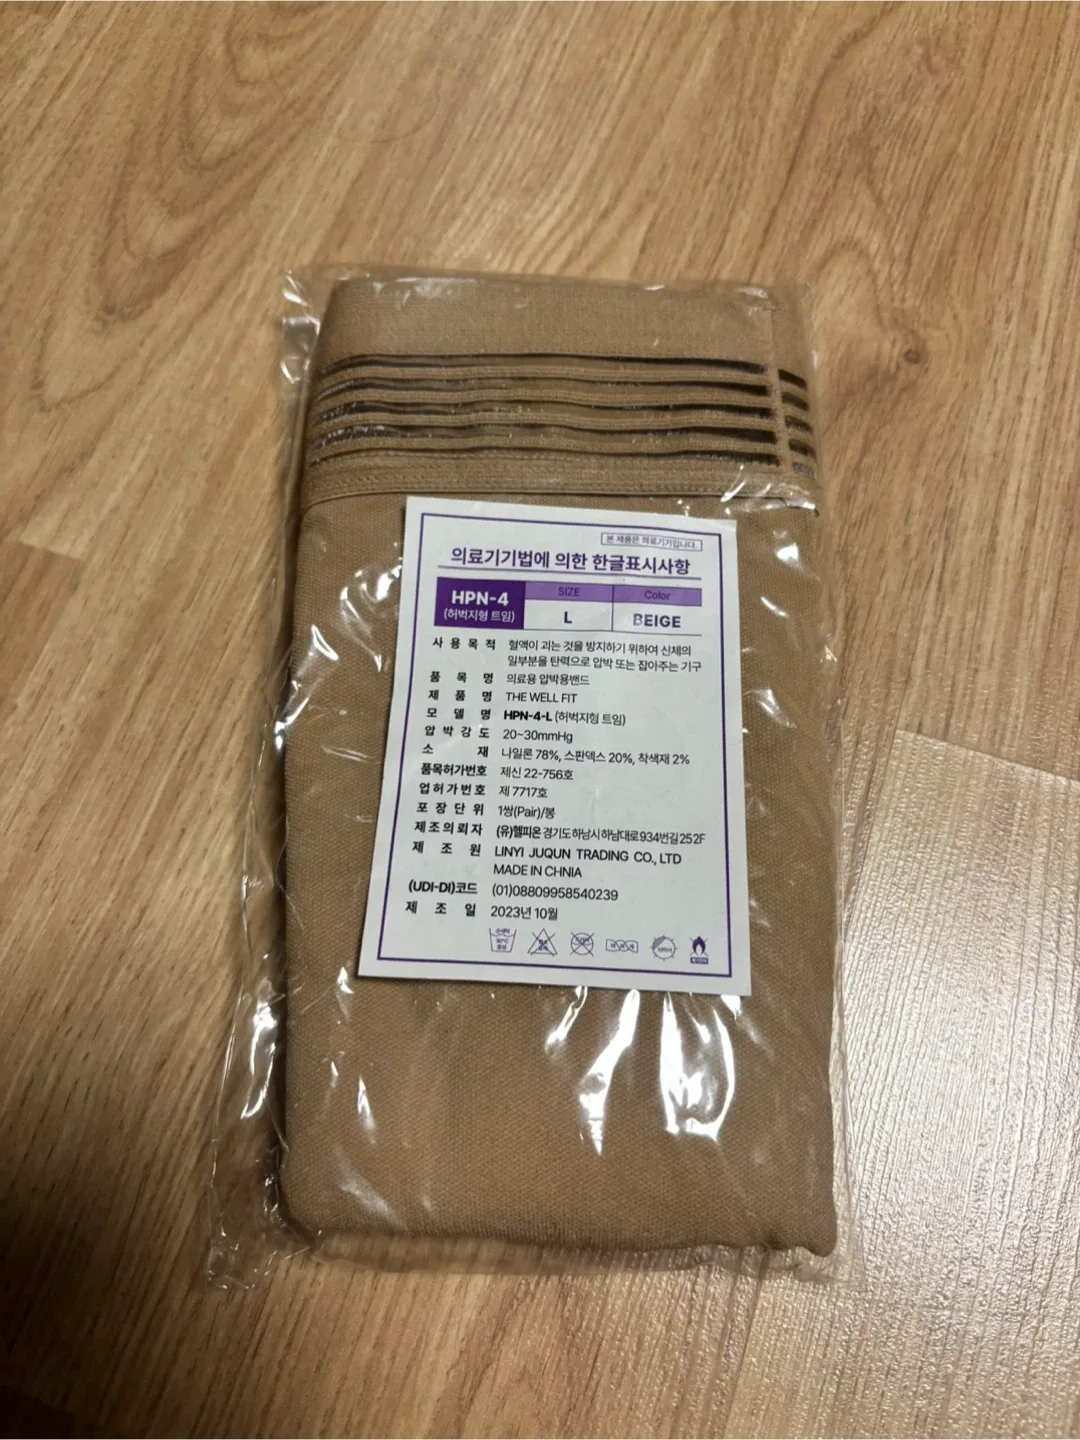 본 제품은 의료기기입니다.
의료기기법에 의한 한글표시사항
HPN-4
(허벅지형 트임)
SIZE
L
Color
BEIGE
사용목적 혈액이 괴는 것을 방지하기 위하여 신체의
일부분을 탄력으로 압박 또는 잡아주는 기구
품목명 의료용 압박용밴드
제품명 THE WELL FIT
모델명 HPN-4-L (허벅지형 트임)
압박강도 20~30mmHg
소재 나일론 78%, 스판덱스 20%, 착색재 2%
품목허가번호 제신 22-756호
업허가번호 제 7717호
포장단위 1쌍(Pair)/봉
제조의뢰자 (유)헬피온 경기도 하남시 하남대로 934번길 25 2F
제조원 LINYI JUQUN TRADING CO., LTD
MADE IN CHNIA
(UDI-DI)코드 (01)08809958540239
제조일 2023년 10월
30℃